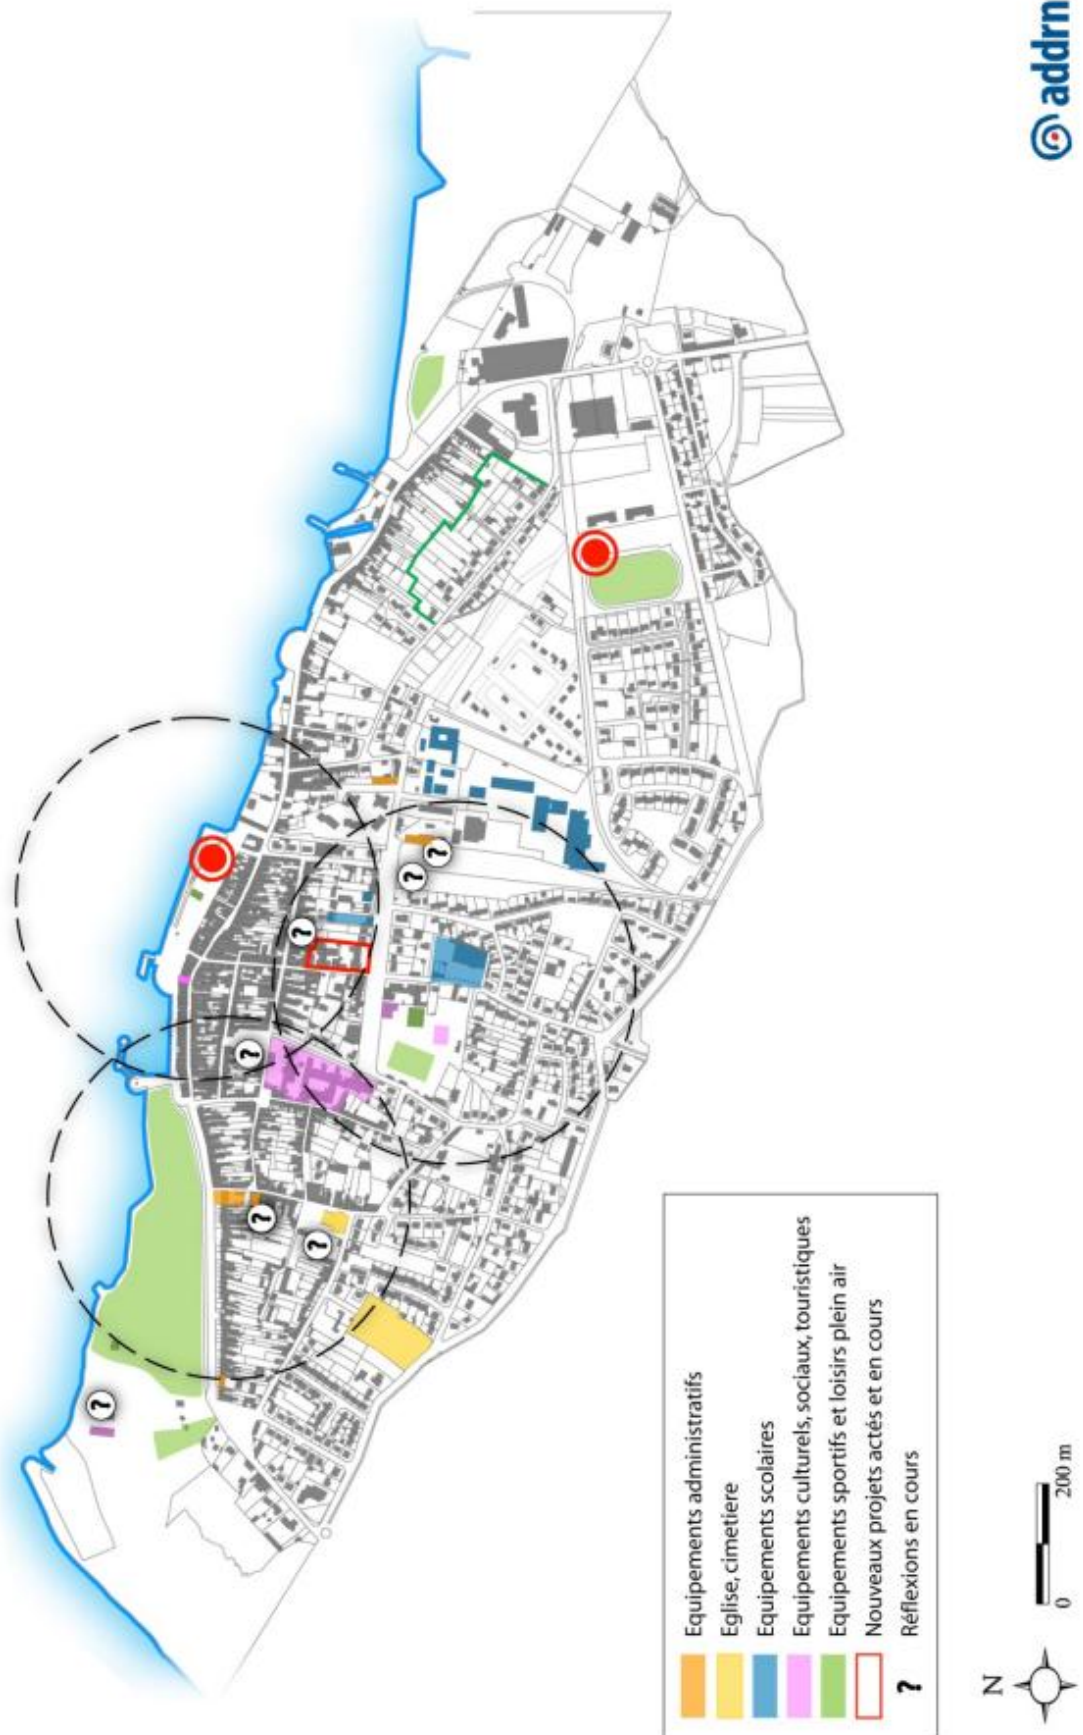 addrn
?
?
?
?
?
?
?
Equipements administratifs
Eglise, cimetiere
Equipements scolaires
Equipements culturels, sociaux, touristiques
Equipements sportifs et loisirs plein air
Nouveaux projets actés et en cours
? Réflexions en cours
N
0 200 m